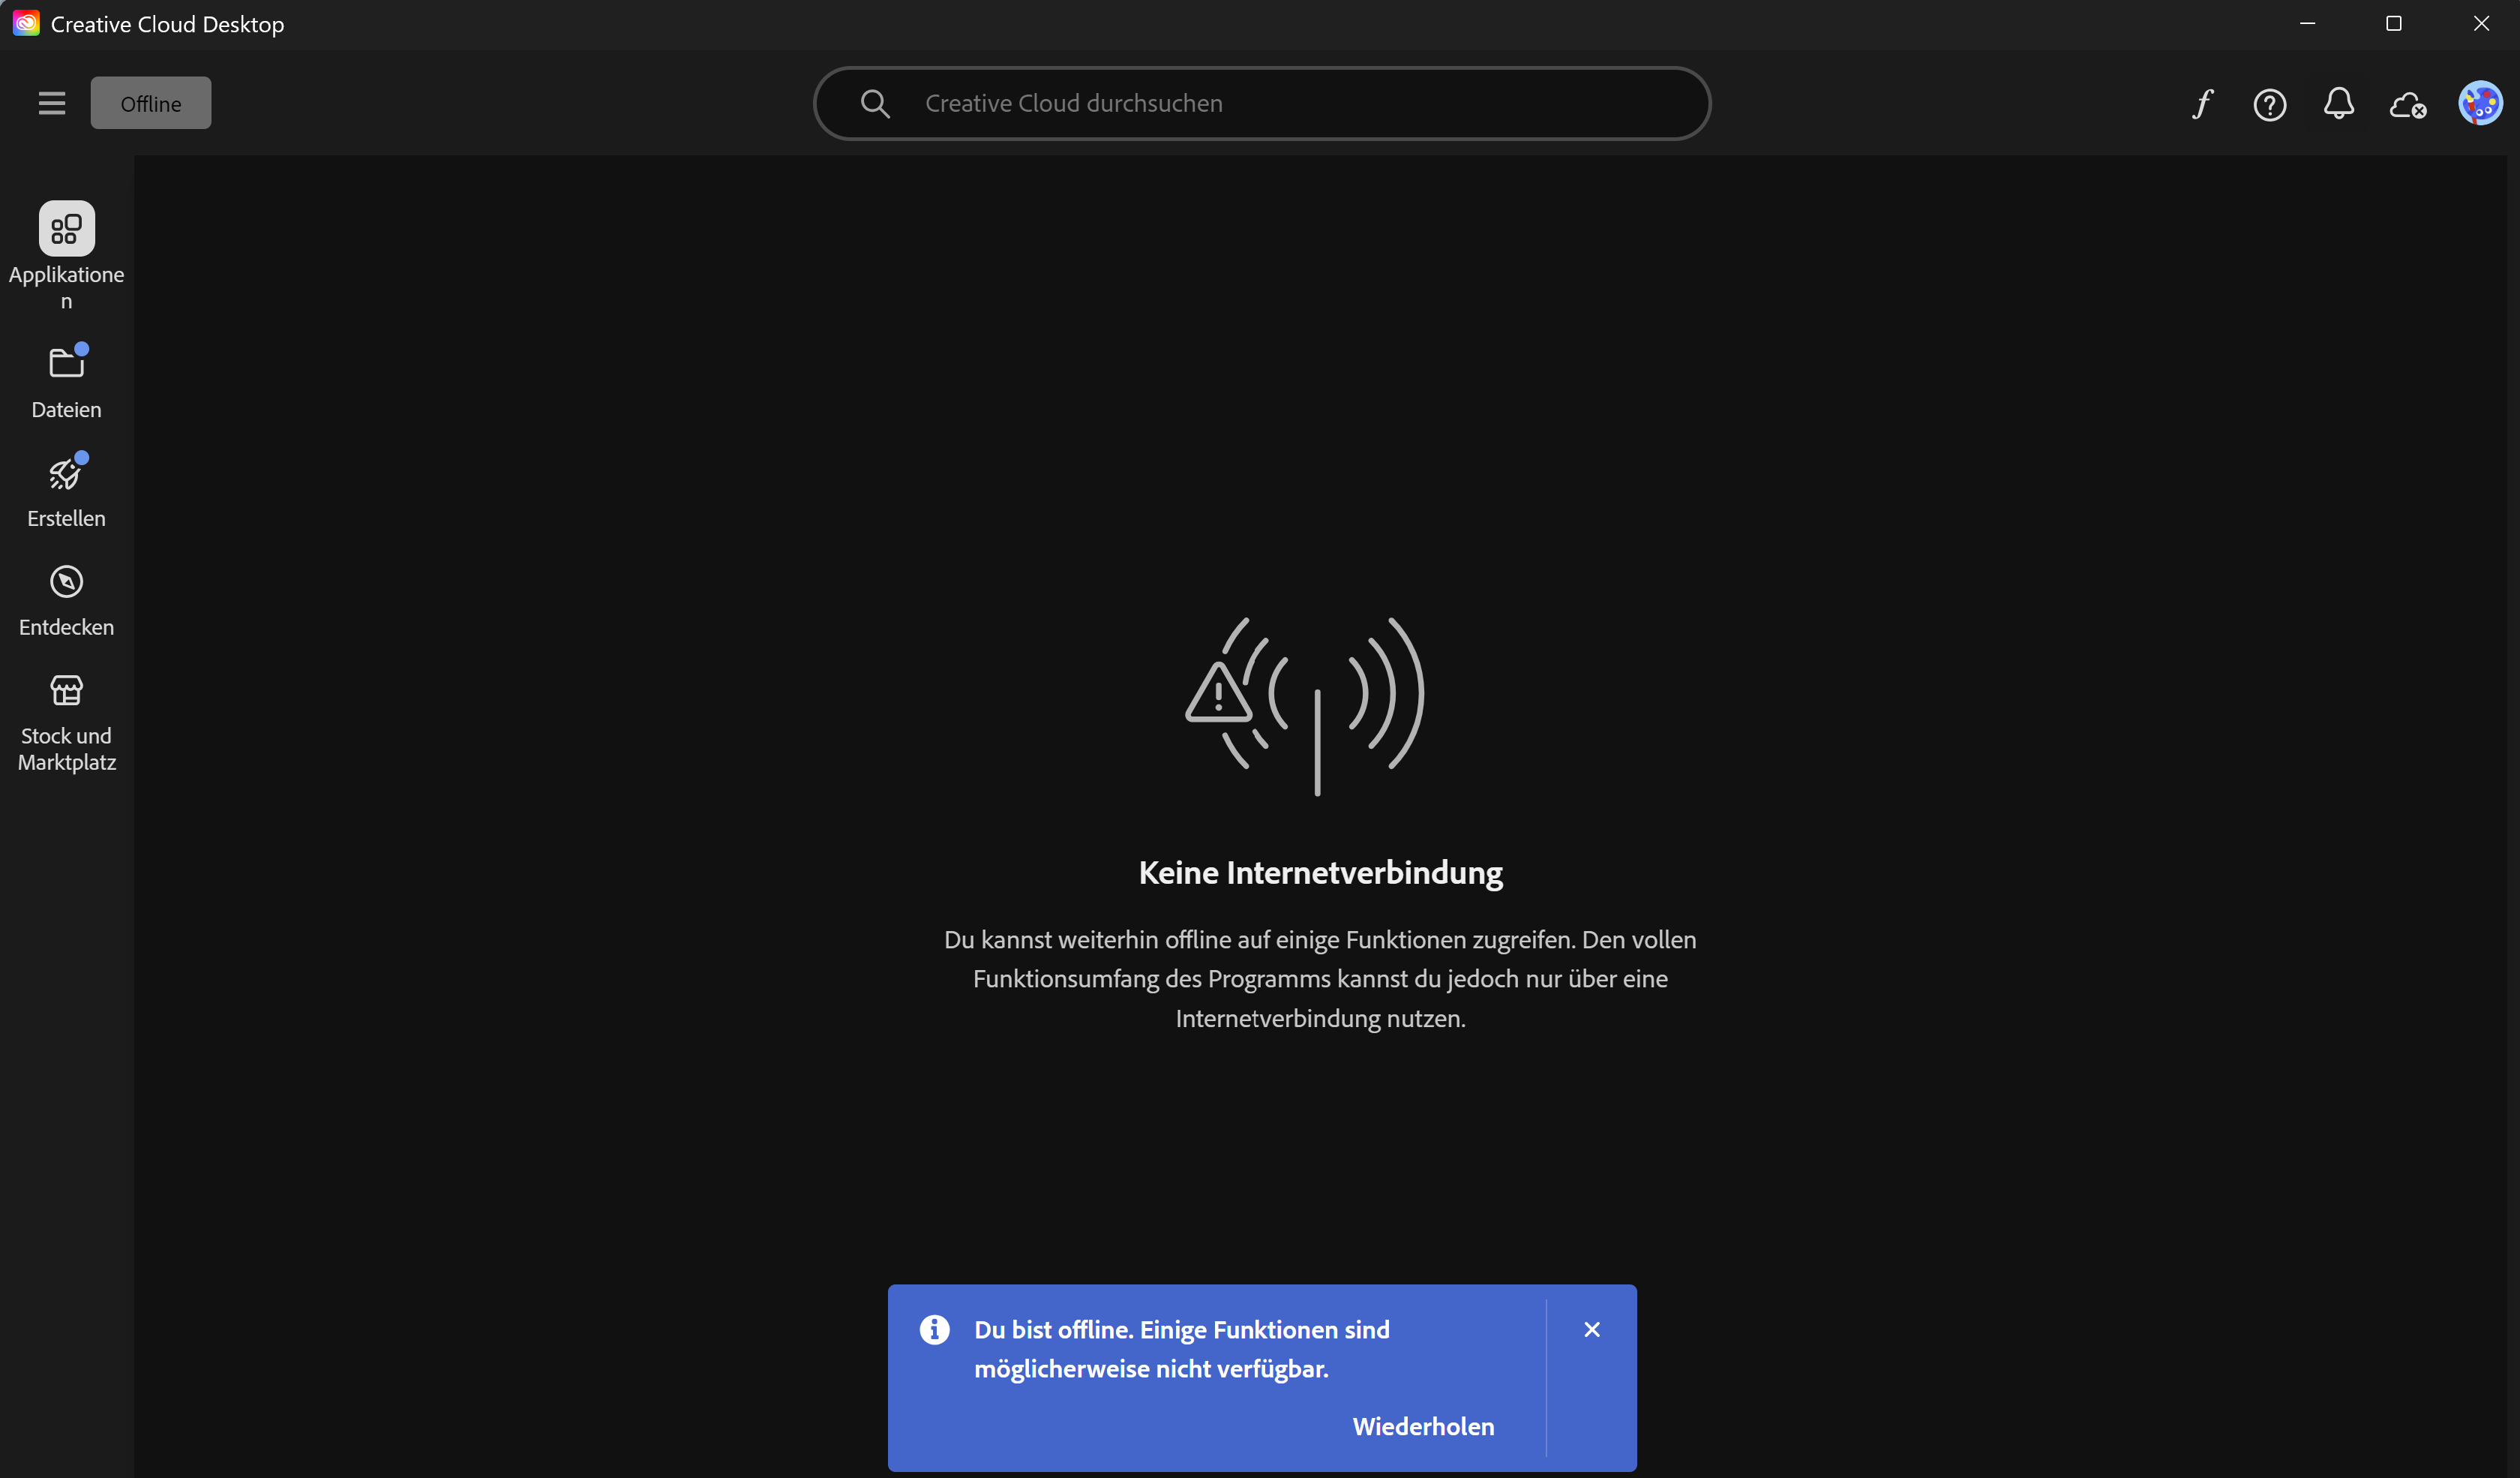 Creative Cloud Desktop
Offline
Creative Cloud durchsuchen
Applikatione
n
Dateien
Erstellen
Entdecken
Stock und
Marktplatz
Keine Internetverbindung
Du kannst weiterhin offline auf einige Funktionen zugreifen. Den vollen
Funktionsumfang des Programms kannst du jedoch nur über eine
Internetverbindung nutzen.
Du bist offline. Einige Funktionen sind
möglicherweise nicht verfügbar.
Wiederholen